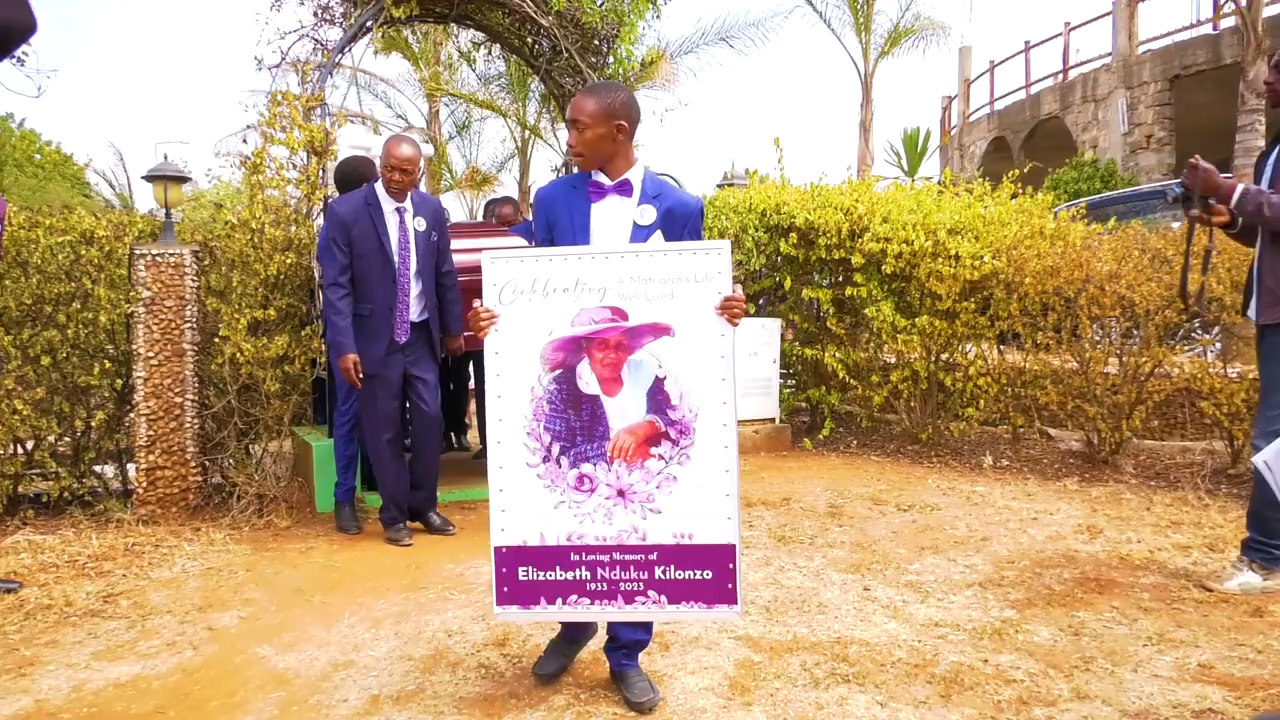 Celebrating A Matriarch's Life
Well Lived
In Loving Memory of
Elizabeth Nduku Kilonzo
1933 - 2023